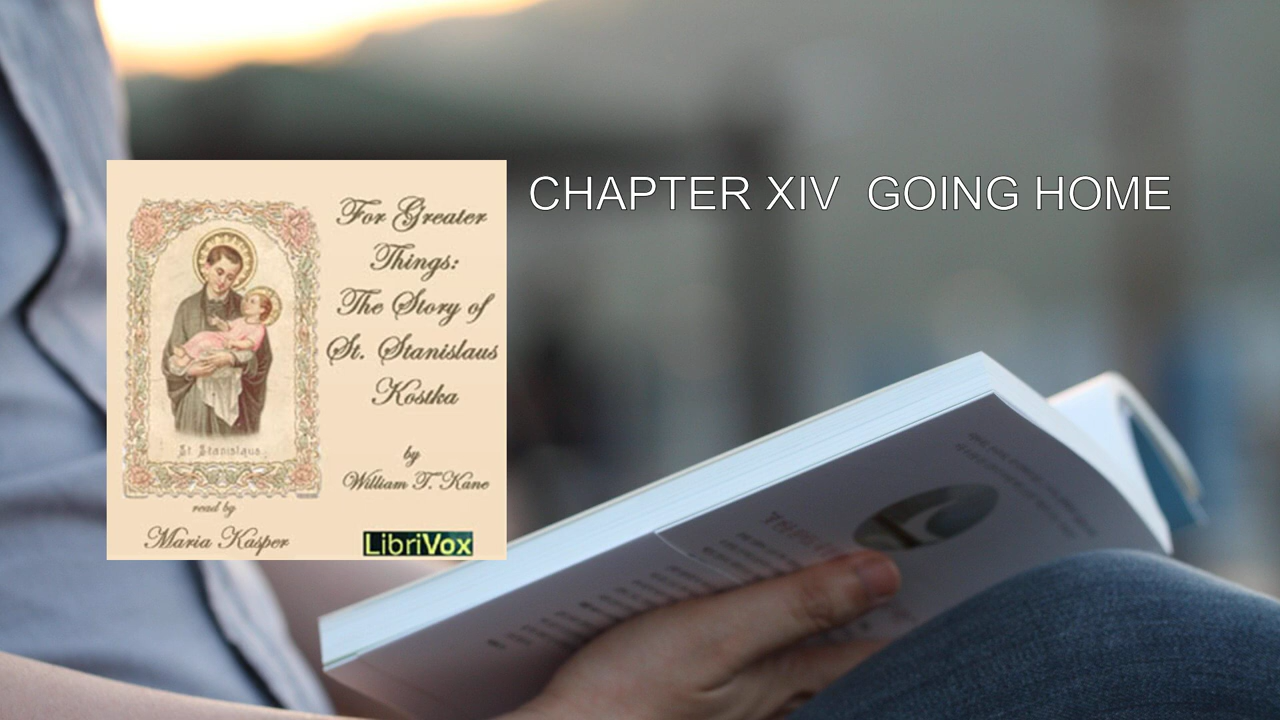 CHAPTER XIV  GOING HOME
For Greater
Things:
The Story of
St. Stanislaus
Kostka
by
William T. Kane
St. Stanislaus.
read by
Maria Kasper
LibriVox